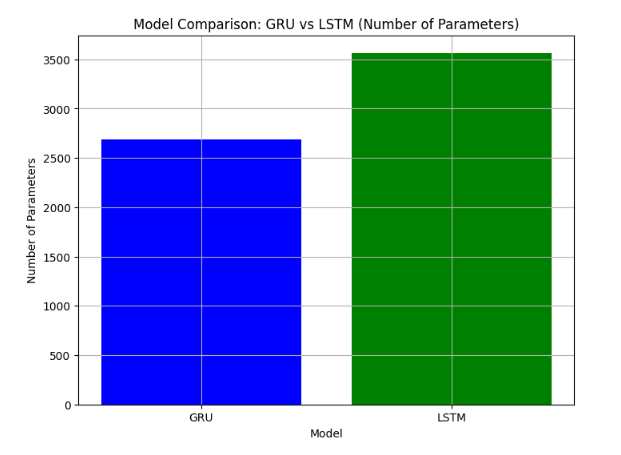 Model Comparison: GRU vs LSTM (Number of Parameters)
Number of Parameters
3500
3000
2500
2000
1500
1000
500
0
GRU
LSTM
Model